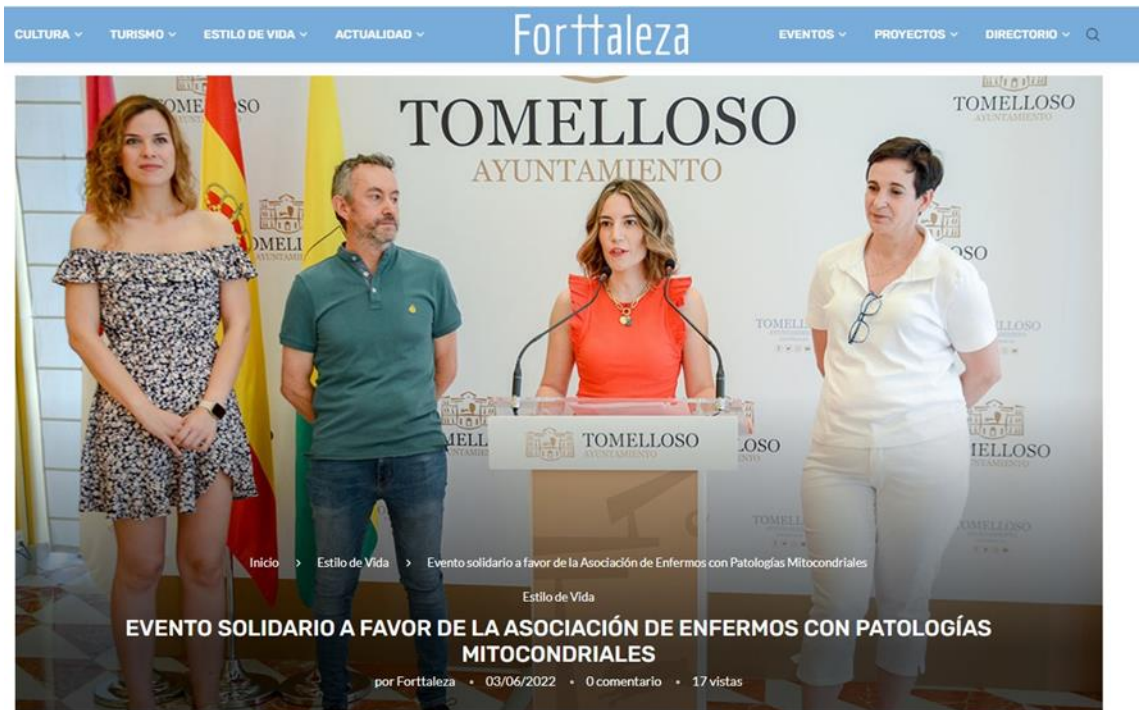 CULTURA
TURISMO
ESTILO DE VIDA
ACTUALIDAD
Forttaleza
EVENTOS
PROYECTOS
DIRECTORIO
TOMELLOSO
AYUNTAMIENTO
TOMELLOSO
AYUNTAMIENTO
TOMELLOSO
AYUNTAMIENTO
Inicio > Estilo de Vida > Evento solidario a favor de la Asociación de Enfermos con Patologías Mitocondriales
Estilo de Vida
EVENTO SOLIDARIO A FAVOR DE LA ASOCIACIÓN DE ENFERMOS CON PATOLOGÍAS
MITOCONDRIALES
por Forttaleza • 03/06/2022 • 0 comentario • 17 vistas